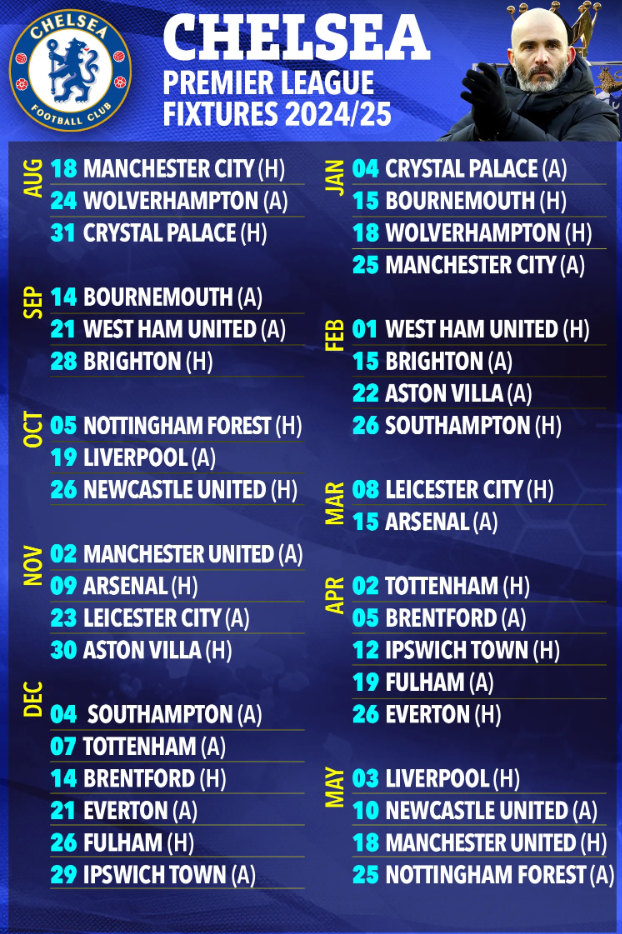 CHELSEA
FOOTBALL CLUB
CHELSEA
PREMIER LEAGUE
FIXTURES 2024/25
AUG
18 MANCHESTER CITY (H)
24 WOLVERHAMPTON (A)
31 CRYSTAL PALACE (H)
SEP
14 BOURNEMOUTH (A)
21 WEST HAM UNITED (A)
28 BRIGHTON (H)
OCT
05 NOTTINGHAM FOREST (H)
19 LIVERPOOL (A)
26 NEWCASTLE UNITED (H)
NOV
02 MANCHESTER UNITED (A)
09 ARSENAL (H)
23 LEICESTER CITY (A)
30 ASTON VILLA (H)
DEC
04 SOUTHAMPTON (A)
07 TOTTENHAM (A)
14 BRENTFORD (H)
21 EVERTON (A)
26 FULHAM (H)
29 IPSWICH TOWN (A)
JAN
04 CRYSTAL PALACE (A)
15 BOURNEMOUTH (H)
18 WOLVERHAMPTON (H)
25 MANCHESTER CITY (A)
FEB
01 WEST HAM UNITED (H)
15 BRIGHTON (A)
22 ASTON VILLA (A)
26 SOUTHAMPTON (H)
MAR
08 LEICESTER CITY (H)
15 ARSENAL (A)
APR
02 TOTTENHAM (H)
05 BRENTFORD (A)
12 IPSWICH TOWN (H)
19 FULHAM (A)
26 EVERTON (H)
MAY
03 LIVERPOOL (H)
10 NEWCASTLE UNITED (A)
18 MANCHESTER UNITED (H)
25 NOTTINGHAM FOREST (A)